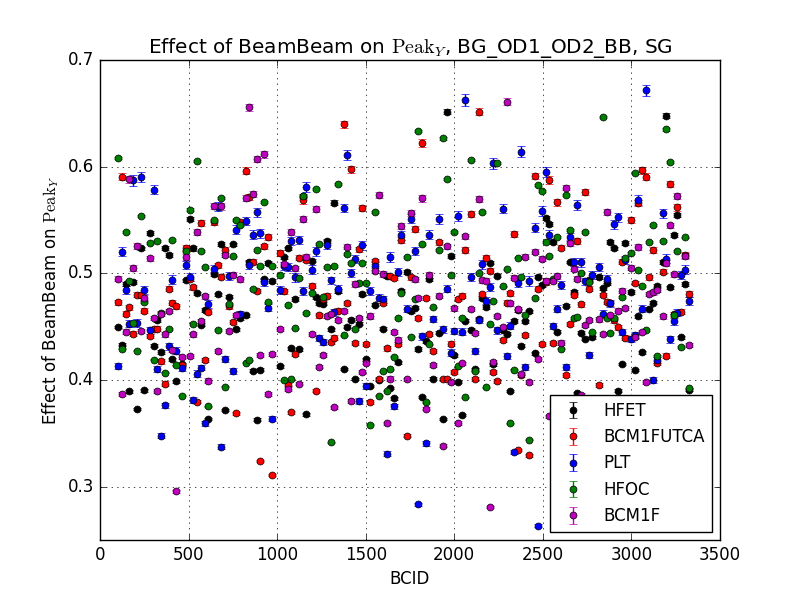 Effect of BeamBeam on Peak_Y, BG_OD1_OD2_BB, SG
Effect of BeamBeam on Peak_Y
0.7
0.6
0.5
0.4
0.3
HFET
BCM1FUTCA
PLT
HFOC
BCM1F
0 500 1000 1500 2000 2500 3000 3500
BCID